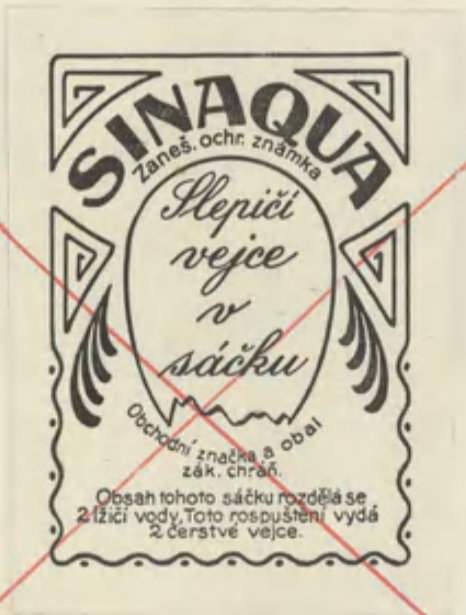 SINAQUA
Zaneš. ochr. známka
Slepičí
vejce
v
sáčku
Obchodní značka a obal
zák. chráň.
Obsah tohoto sáčku rozdělá se
2 lžičí vody, Toto rospuštění vydá
2 čerstvé vejce.